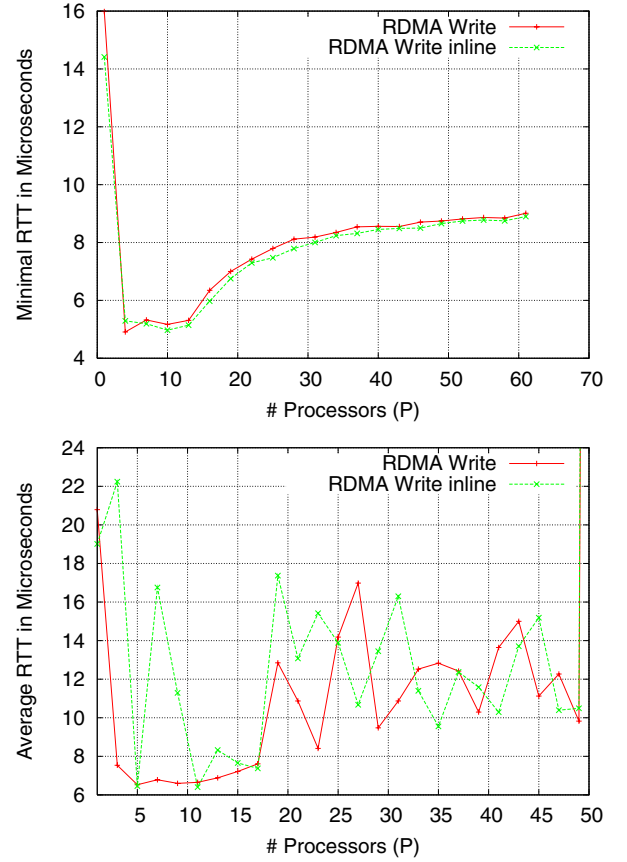 16
14
12
10
8
6
4
Minimal RTT in Microseconds
RDMA Write
RDMA Write inline
0 10 20 30 40 50 60 70
# Processors (P)
24
22
20
18
16
14
12
10
8
6
Average RTT in Microseconds
RDMA Write
RDMA Write inline
5 10 15 20 25 30 35 40 45 50
# Processors (P)